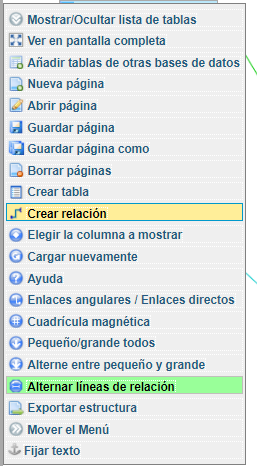 Mostrar/Ocultar lista de tablas
Ver en pantalla completa
Añadir tablas de otras bases de datos
Nueva página
Abrir página
Guardar página
Guardar página como
Borrar páginas
Crear tabla
Crear relación
Elegir la columna a mostrar
Cargar nuevamente
Ayuda
Enlaces angulares / Enlaces directos
Cuadrícula magnética
Pequeño/grande todos
Alterne entre pequeño y grande
Alternar líneas de relación
Exportar estructura
Mover el Menú
Fijar texto